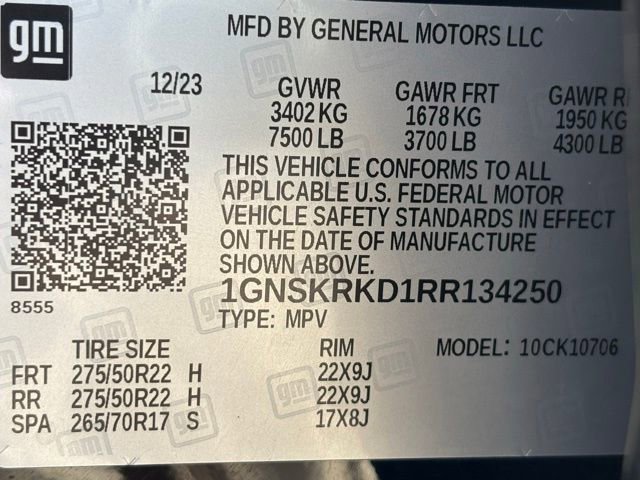 gm
MFD BY GENERAL MOTORS LLC
12/23 GVWR GAWR FRT GAWR R
3402 KG 1678 KG 1950 KG
7500 LB 3700 LB 4300 LB
THIS VEHICLE CONFORMS TO ALL
APPLICABLE U.S. FEDERAL MOTOR
VEHICLE SAFETY STANDARDS IN EFFECT
ON THE DATE OF MANUFACTURE
SHOWN ABOVE.
8555
1GNSKRKD1RR134250
TYPE: MPV
TIRE SIZE RIM MODEL: 10CK10706
FRT 275/50R22 H 22X9J
RR 275/50R22 H 22X9J
SPA 265/70R17 S 17X8J